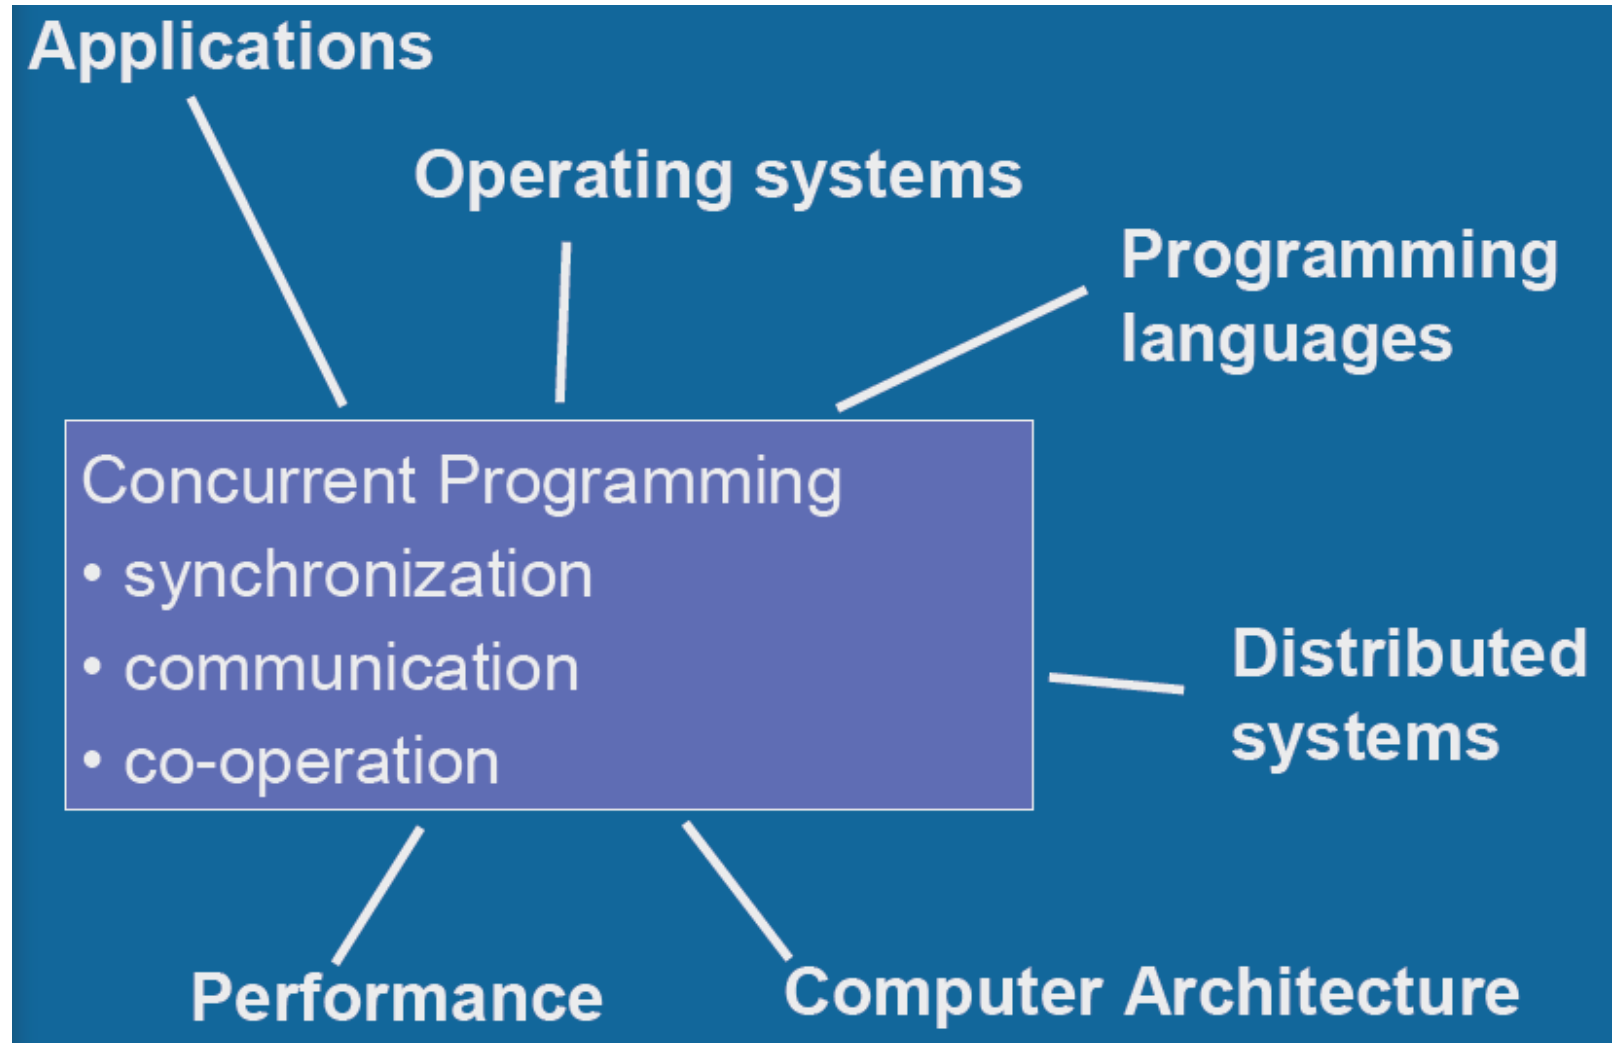 Applications
Operating systems
Programming
languages
Concurrent Programming
• synchronization
• communication
• co-operation
Distributed
systems
Performance
Computer Architecture